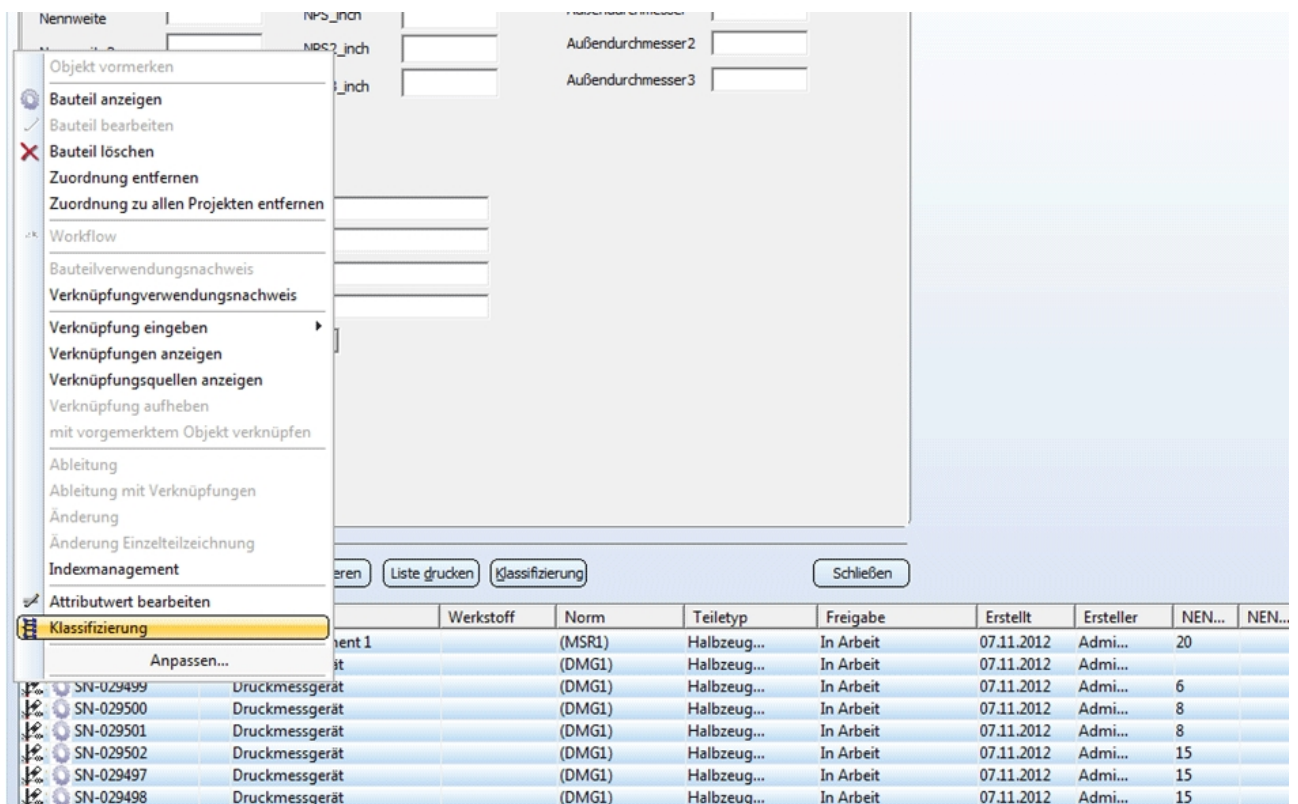 Nennweite NPS_inch
NPS2_inch Außendurchmesser2
_inch Außendurchmesser3
Objekt vormerken
Bauteil anzeigen
Bauteil bearbeiten
Bauteil löschen
Zuordnung entfernen
Zuordnung zu allen Projekten entfernen
Workflow
Bauteilverwendungsnachweis
Verknüpfungverwendungsnachweis
Verknüpfung eingeben
Verknüpfungen anzeigen
Verknüpfungsquellen anzeigen
Verknüpfung aufheben
mit vorgemerktem Objekt verknüpfen
Ableitung
Ableitung mit Verknüpfungen
Änderung
Änderung Einzelteilzeichnung
Indexmanagement
Attributwert bearbeiten
Klassifizierung
Anpassen...
eren Liste drucken Klassifizierung Schließen
Werkstoff Norm Teiletyp Freigabe Erstellt Ersteller NEN... NEN...
ment 1 (MSR1) Halbzeug... In Arbeit 07.11.2012 Admi... 20
ät (DMG1) Halbzeug... In Arbeit 07.11.2012 Admi...
SN-029499 Druckmessgerät (DMG1) Halbzeug... In Arbeit 07.11.2012 Admi... 6
SN-029500 Druckmessgerät (DMG1) Halbzeug... In Arbeit 07.11.2012 Admi... 8
SN-029501 Druckmessgerät (DMG1) Halbzeug... In Arbeit 07.11.2012 Admi... 8
SN-029502 Druckmessgerät (DMG1) Halbzeug... In Arbeit 07.11.2012 Admi... 15
SN-029497 Druckmessgerät (DMG1) Halbzeug... In Arbeit 07.11.2012 Admi... 15
SN-029498 Druckmessgerät (DMG1) Halbzeug... In Arbeit 07.11.2012 Admi... 15